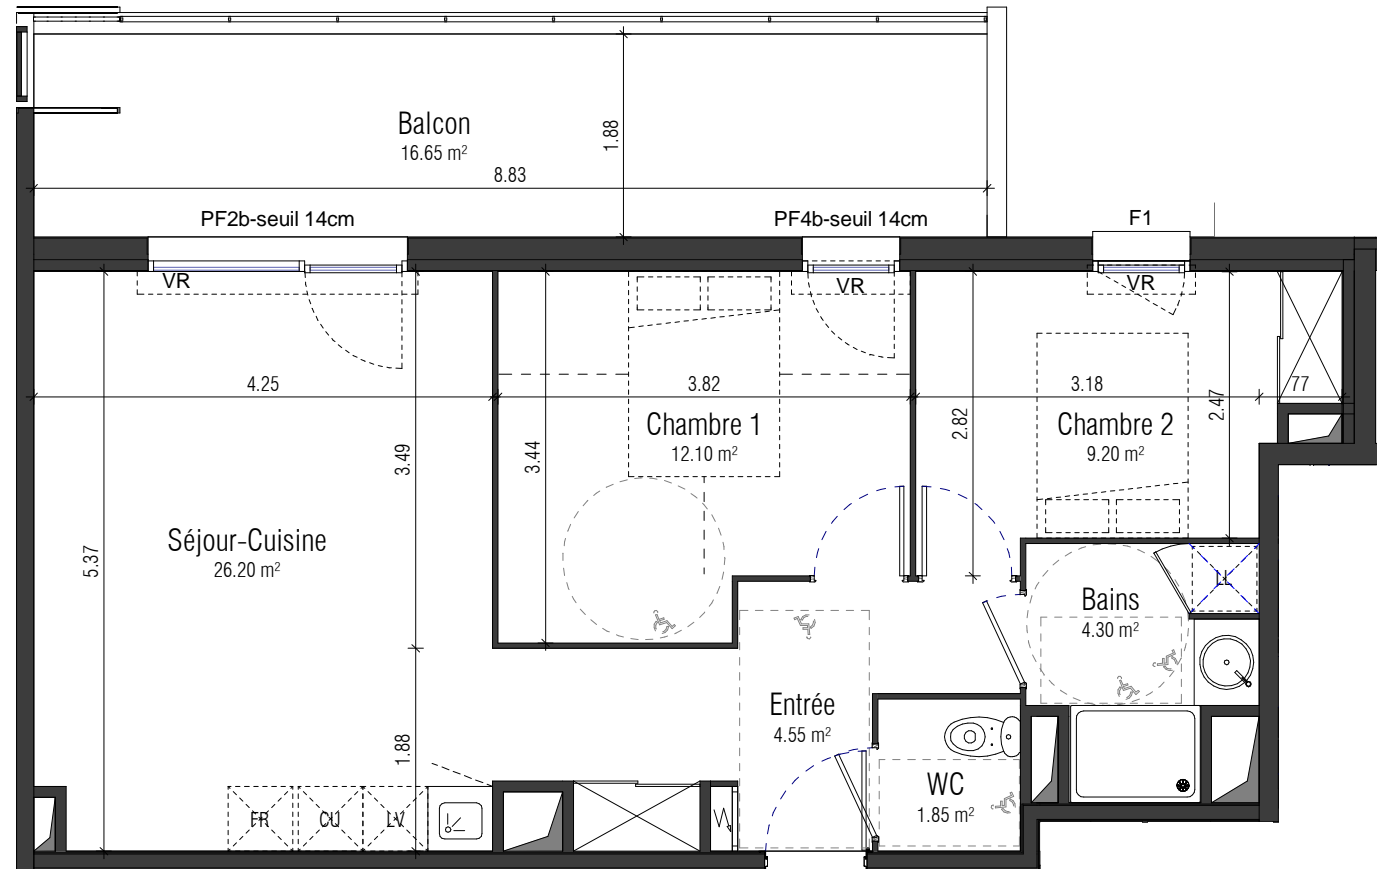 Balcon
16.65 m²
1.88
8.83
PF2b-seuil 14cm
PF4b-seuil 14cm
F1
VR
VR
VR
4.25
3.82
3.18
77
2.47
2.82
3.49
3.44
5.37
Chambre 1
12.10 m²
Chambre 2
9.20 m²
Séjour-Cuisine
26.20 m²
Bains
4.30 m²
LL
Entrée
4.55 m²
1.88
WC
1.85 m²
FR
CU
LV